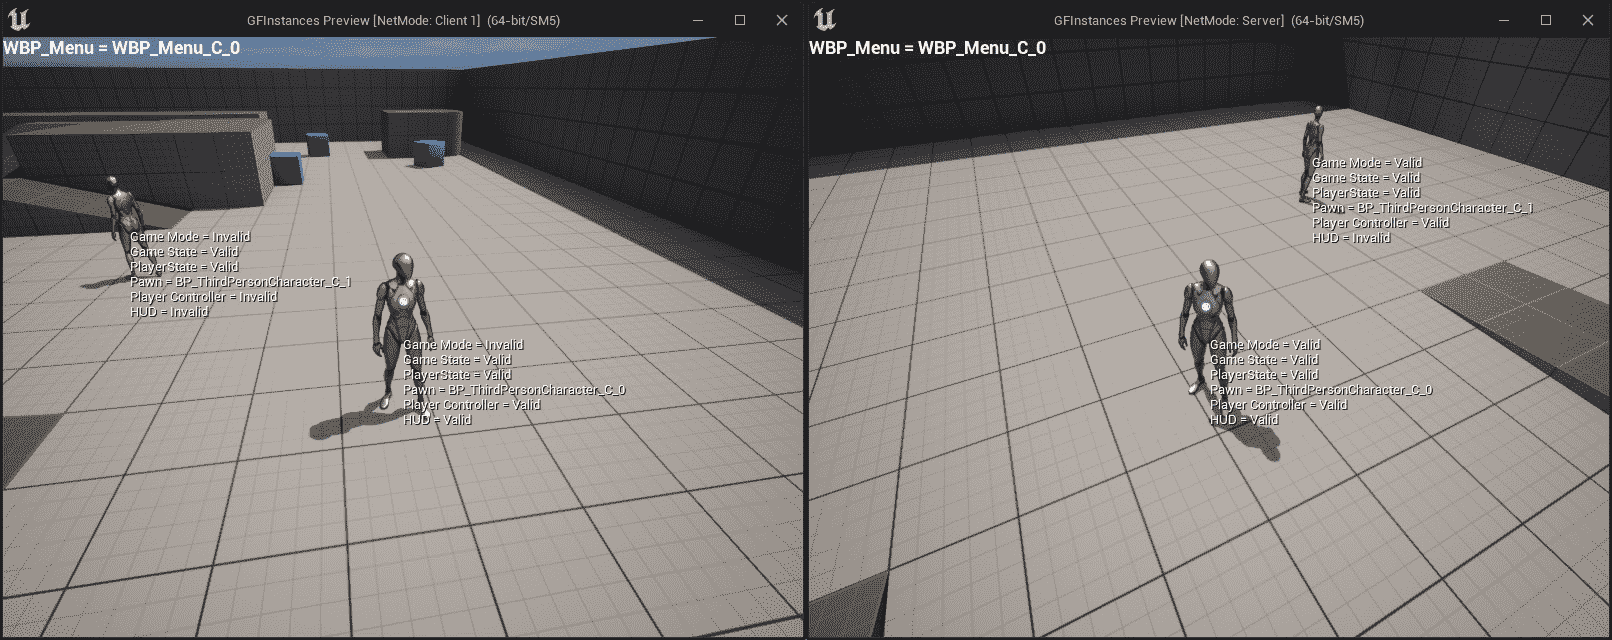 GFInstances Preview [NetMode: Client 1] (64-bit/SM5)
WBP_Menu = WBP_Menu_C_0
Game Mode = Invalid
Game State = Valid
PlayerState = Valid
Pawn = BP_ThirdPersonCharacter_C_1
Player Controller = Invalid
HUD = Invalid
Game Mode = Invalid
Game State = Valid
PlayerState = Valid
Pawn = BP_ThirdPersonCharacter_C_0
Player Controller = Valid
HUD = Valid
GFInstances Preview [NetMode: Server] (64-bit/SM5)
WBP_Menu = WBP_Menu_C_0
Game Mode = Valid
Game State = Valid
PlayerState = Valid
Pawn = BP_ThirdPersonCharacter_C_1
Player Controller = Valid
HUD = Invalid
Game Mode = Valid
Game State = Valid
PlayerState = Valid
Pawn = BP_ThirdPersonCharacter_C_0
Player Controller = Valid
HUD = Valid